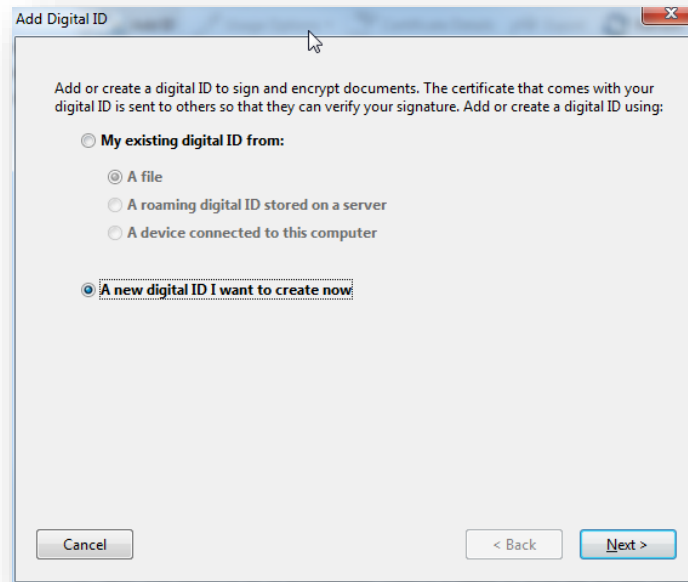 Add Digital ID
Add or create a digital ID to sign and encrypt documents. The certificate that comes with your
digital ID is sent to others so that they can verify your signature. Add or create a digital ID using:
My existing digital ID from:
A file
A roaming digital ID stored on a server
A device connected to this computer
A new digital ID I want to create now
Cancel
< Back
Next >